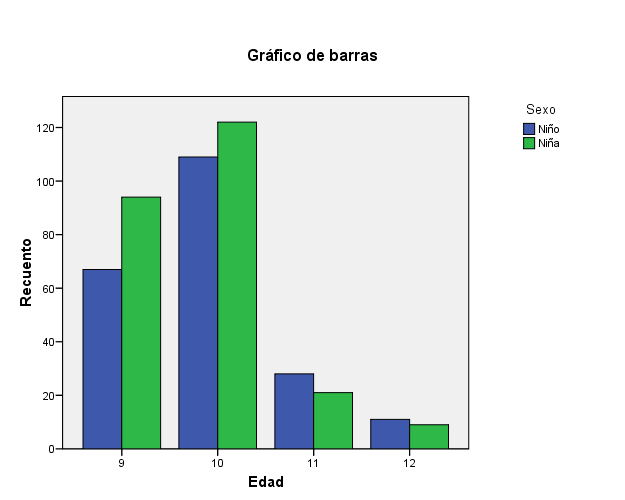 Gráfico de barras
Sexo
Niño
Niña
Recuento
120
100
80
60
40
20
0
9 10 11 12
Edad